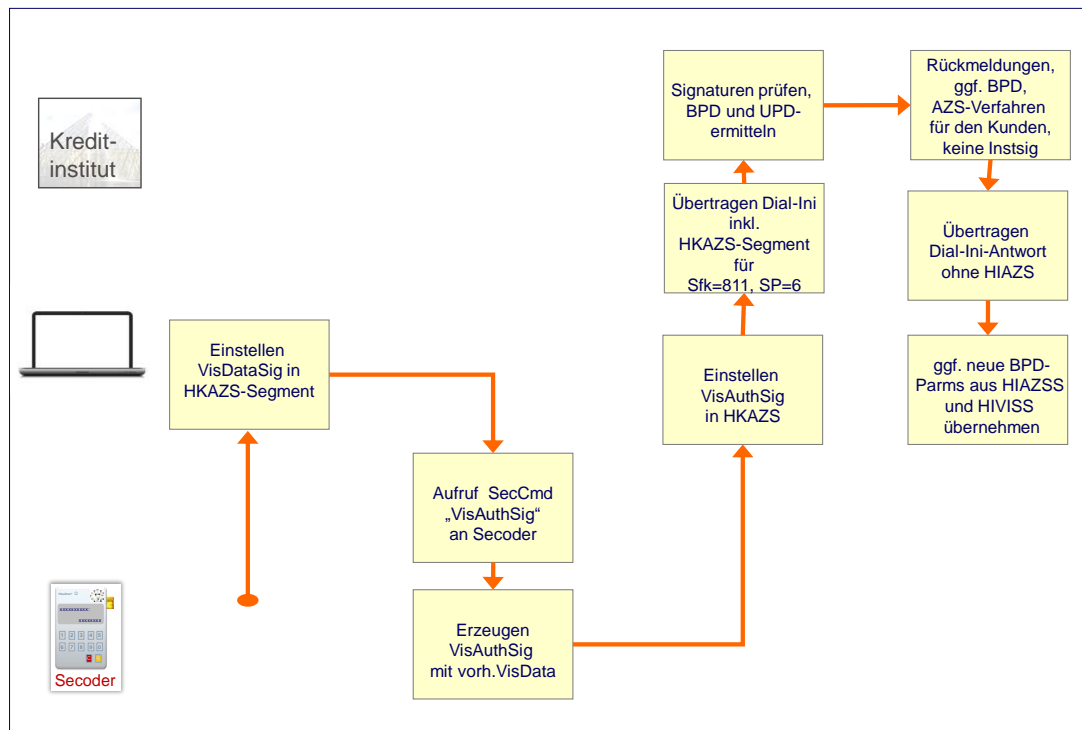 Kredit-
institut
Secoder
Einstellen
VisDataSig in
HKAZS-Segment
Aufruf SecCmd
„VisAuthSig“
an Secoder
Erzeugen
VisAuthSig
mit vorh.VisData
Einstellen
VisAuthSig
in HKAZS
Übertragen Dial-Ini
inkl.
HKAZS-Segment
für
Sfk=811, SP=6
Signaturen prüfen,
BPD und UPD-
ermitteln
Rückmeldungen,
ggf. BPD,
AZS-Verfahren
für den Kunden,
keine Instsig
Übertragen
Dial-Ini-Antwort
ohne HIAZS
ggf. neue BPD-
Parms aus HIAZSS
und HIVISS
übernehmen